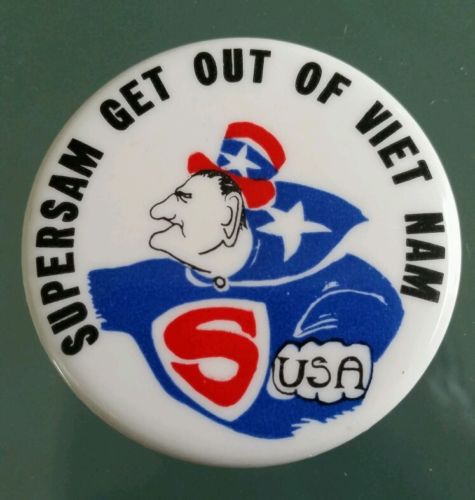 SUPERSAM GET OUT OF VIET NAM
S
USA